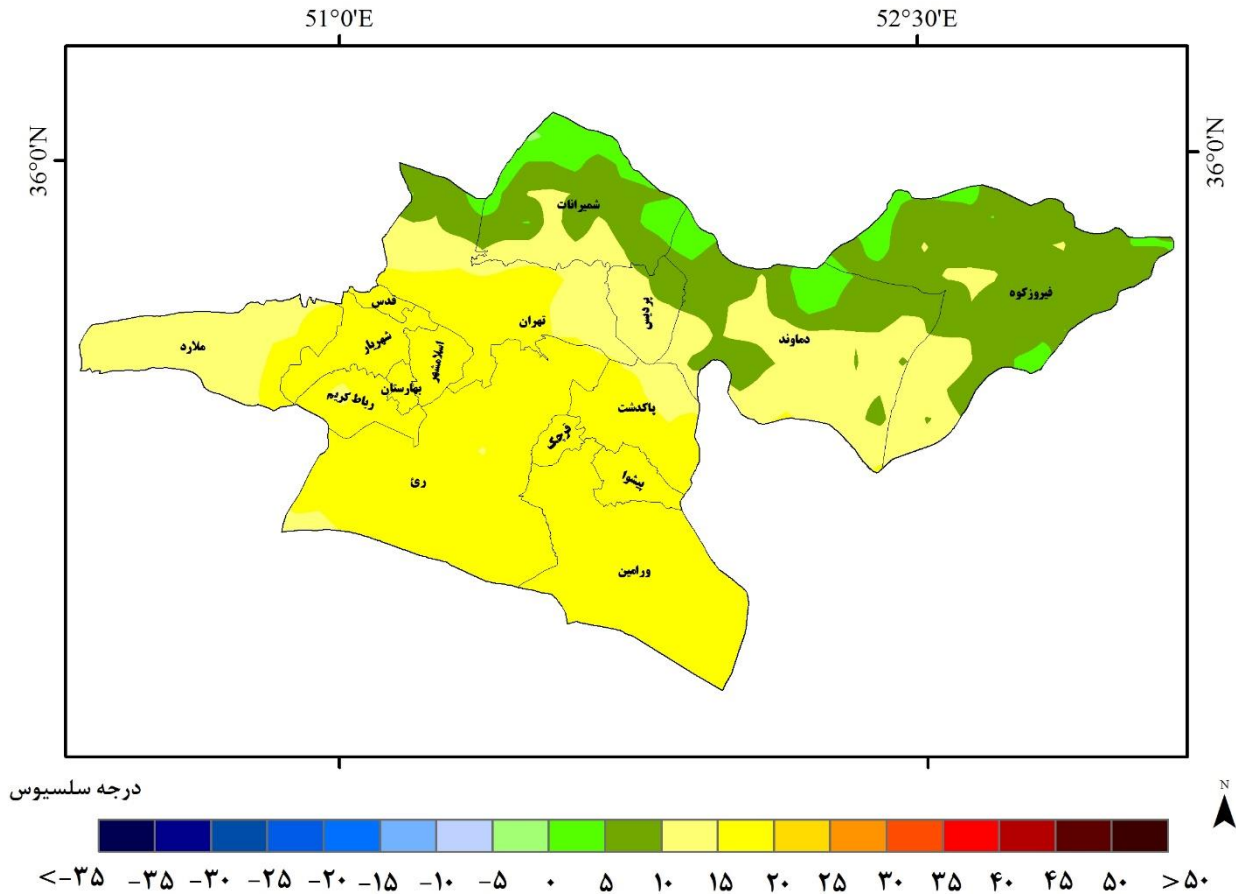 51°0'E 52°30'E
36°0'N 36°0'N
شمیرانات
فیروزکوه
قدس
پردیس
تهران
دماوند
ملارد
شهریار
اسلامشهر
بهارستان
رباط کریم
پاکدشت
قرچک
ری
پیشوا
ورامین
درجه سلسیوس
N
<-۳۵ -۳۵ -۳۰ -۲۵ -۲۰ -۱۵ -۱۰ -۵ ۰ ۵ ۱۰ ۱۵ ۲۰ ۲۵ ۳۰ ۳۵ ۴۰ ۴۵ ۵۰ >۵۰